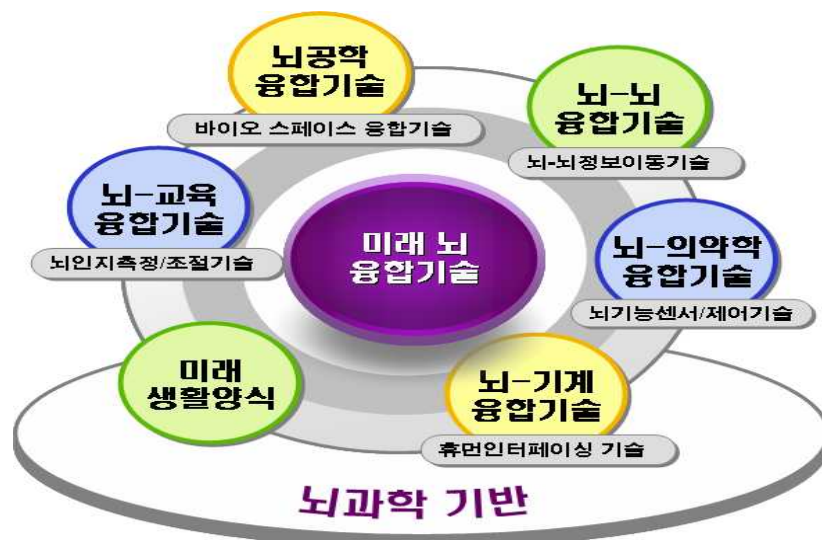 뇌공학
융합기술
바이오 스페이스 융합기술
뇌-뇌
융합기술
뇌-뇌정보이동기술
뇌-교육
융합기술
뇌인지측정/조절기술
미래 뇌
융합기술
뇌-의약학
융합기술
뇌기능센서/제어기술
미래
생활양식
뇌-기계
융합기술
휴먼인터페이싱 기술
뇌과학 기반